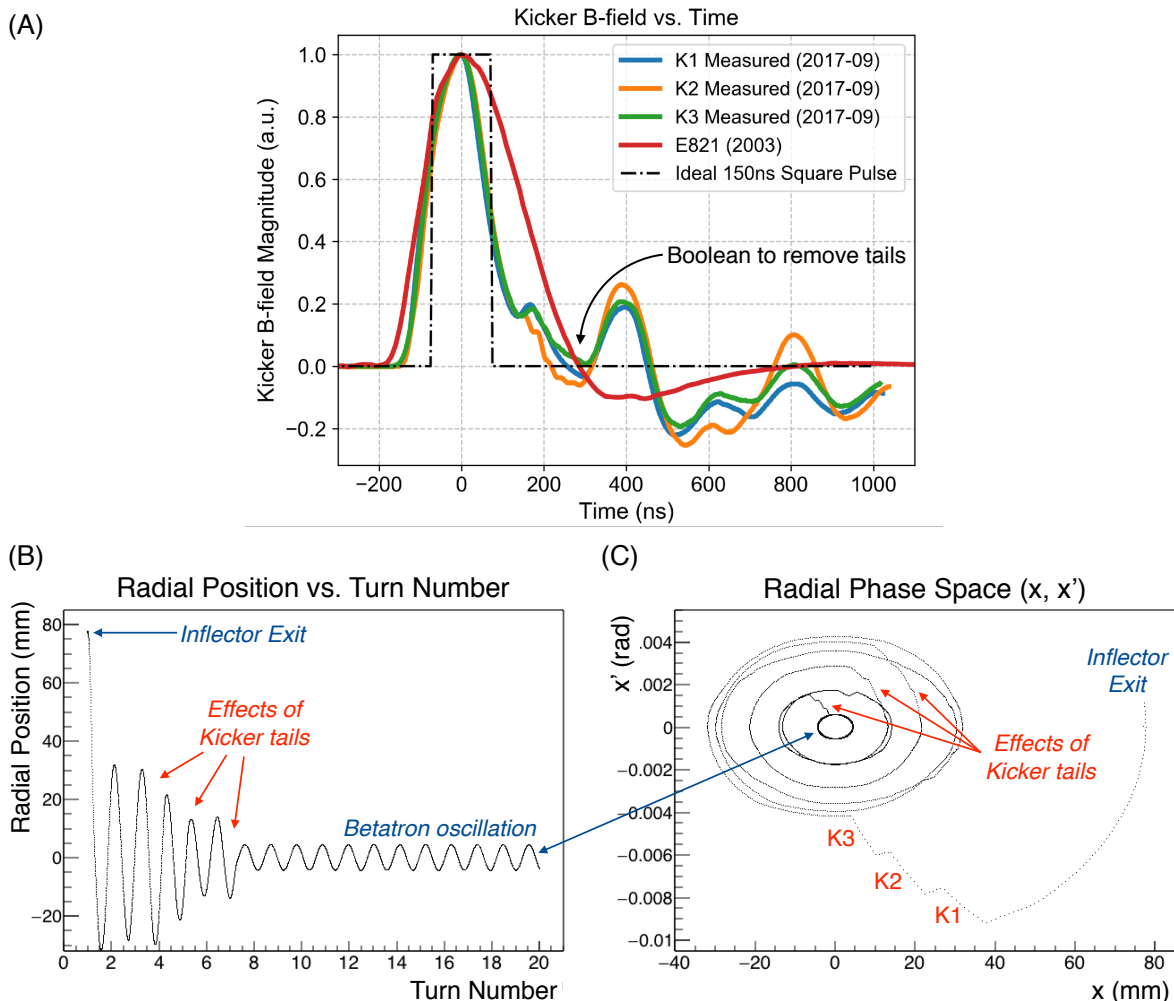 (A)
Kicker B-field vs. Time
Kicker B-field Magnitude (a.u.)
1.0
0.8
0.6
0.4
0.2
0.0
−0.2
K1 Measured (2017-09)
K2 Measured (2017-09)
K3 Measured (2017-09)
E821 (2003)
Ideal 150ns Square Pulse
Boolean to remove tails
−200
0
200
400
600
800
1000
Time (ns)
(B)
Radial Position vs. Turn Number
Radial Position (mm)
80
60
40
20
0
−20
Inflector Exit
Effects of
Kicker tails
Betatron oscillation
0
2
4
6
8
10
12
14
16
18
20
Turn Number
(C)
Radial Phase Space (x, x’)
x’ (rad)
0.004
0.002
0
−0.002
−0.004
−0.006
−0.008
−0.01
Inflector
Exit
Effects of
Kicker tails
K3
K2
K1
−40
−20
0
20
40
60
80
x (mm)